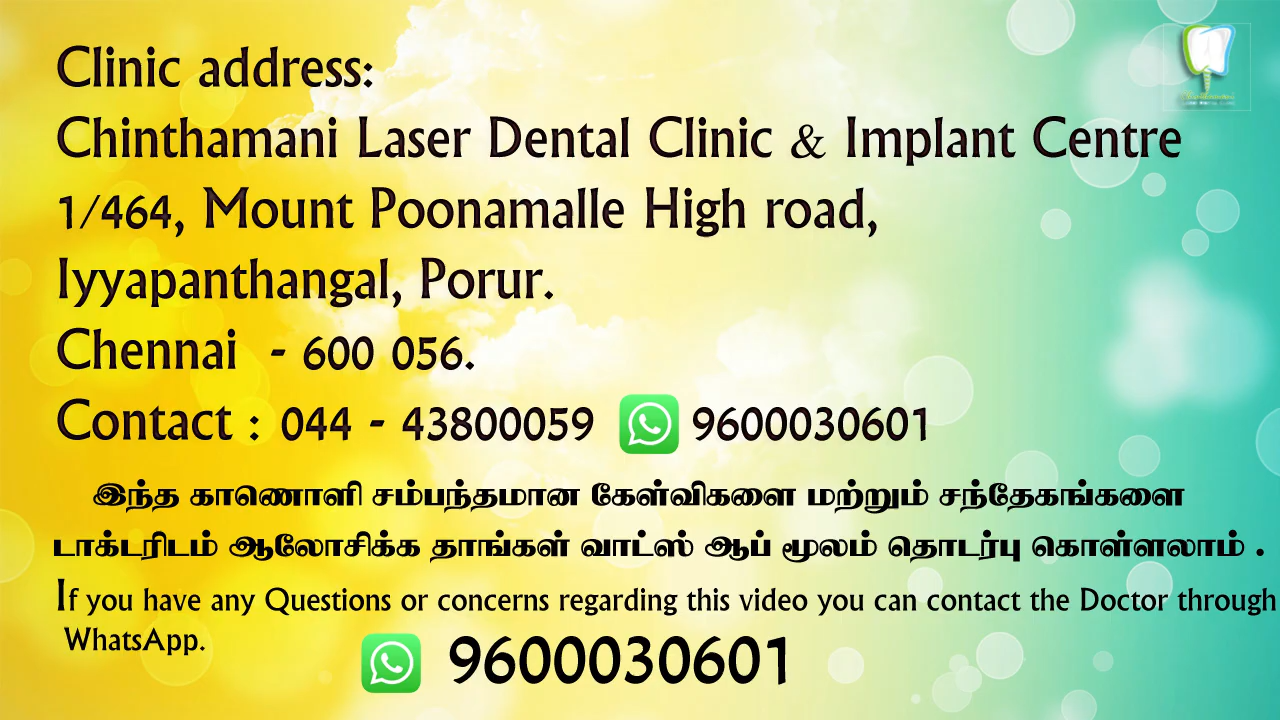 Clinic address:
Chinthamani Laser Dental Clinic & Implant Centre
1/464, Mount Poonamalle High road,
Iyyapanthangal, Porur.
Chennai - 600 056.
Contact : 044 - 43800059 9600030601
இந்த காணொளி சம்பந்தமான கேள்விகளை மற்றும் சந்தேகங்களை
டாக்டரிடம் ஆலோசிக்க தாங்கள் வாட்ஸ் ஆப் மூலம் தொடர்பு கொள்ளலாம் .
If you have any Questions or concerns regarding this video you can contact the Doctor through
WhatsApp.
9600030601